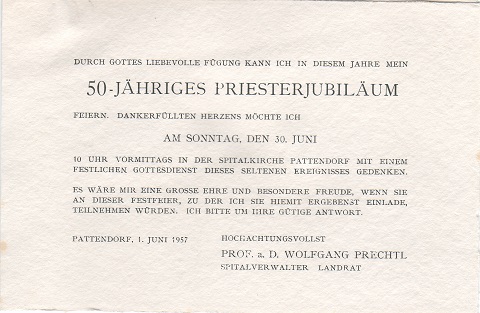 DURCH GOTTES LIEBEVOLLE FÜGUNG KANN ICH IN DIESEM JAHRE MEIN
50-JÄHRIGES PRIESTERJUBILÄUM
FEIERN. DANKERFÜLLTEN HERZENS MÖCHTE ICH
AM SONNTAG, DEN 30. JUNI
10 UHR VORMITTAGS IN DER SPITALKIRCHE PATTENDORF MIT EINEM
FESTLICHEN GOTTESDIENST DIESES SELTENEN EREIGNISSES GEDENKEN.
ES WÄRE MIR EINE GROSSE EHRE UND BESONDERE FREUDE, WENN SIE
AN DIESER FESTFEIER, ZU DER ICH SIE HIEMIT ERGEBENST EINLADE,
TEILNEHMEN WÜRDEN. ICH BITTE UM IHRE GÜTIGE ANTWORT.
PATTENDORF, 1. JUNI 1957
HOCHACHTUNGSVOLLST
PROF. a. D. WOLFGANG PRECHTL
SPITALVERWALTER LANDRAT